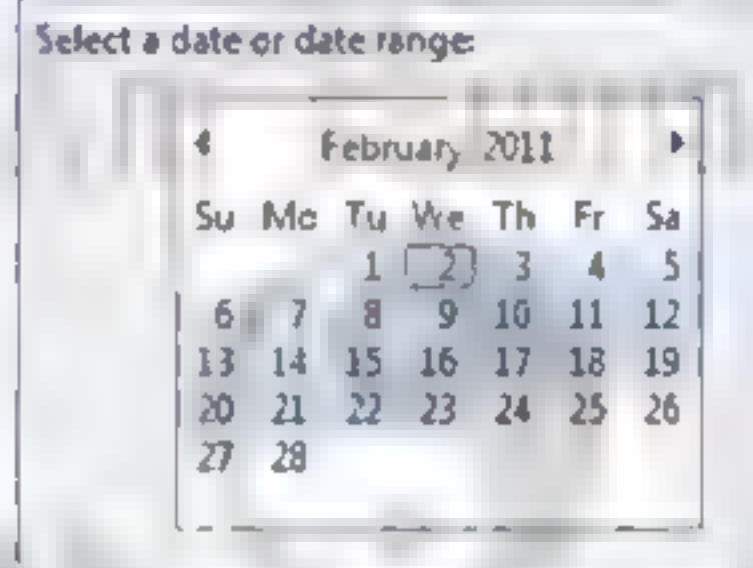 Select a date or date range:
February 2011
Su Mo Tu We Th Fr Sa
1 2 3 4 5
6 7 8 9 10 11 12
13 14 15 16 17 18 19
20 21 22 23 24 25 26
27 28